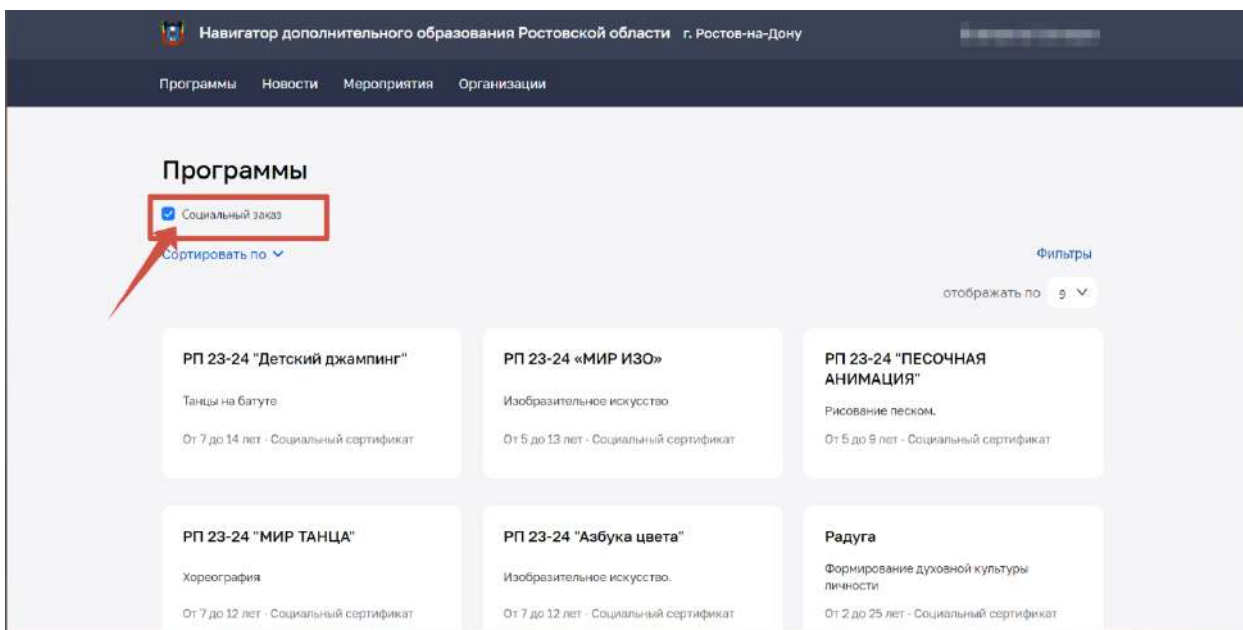 Навигатор дополнительного образования Ростовской области г. Ростов-на-Дону
Программы Новости Мероприятия Организации
Программы
Социальный заказ
Сортировать по
Фильтры
отображать по 9
РП 23-24 "Детский джампинг"
Танцы на батуте
От 7 до 14 лет · Социальный сертификат
РП 23-24 «МИР ИЗО»
Изобразительное искусство
От 5 до 13 лет · Социальный сертификат
РП 23-24 "ПЕСОЧНАЯ
АНИМАЦИЯ"
Рисование песком.
От 5 до 9 лет · Социальный сертификат
РП 23-24 "МИР ТАНЦА"
Хореография
От 7 до 12 лет · Социальный сертификат
РП 23-24 "Азбука цвета"
Изобразительное искусство.
От 7 до 12 лет · Социальный сертификат
Радуга
Формирование духовной культуры
личности
От 2 до 25 лет · Социальный сертификат